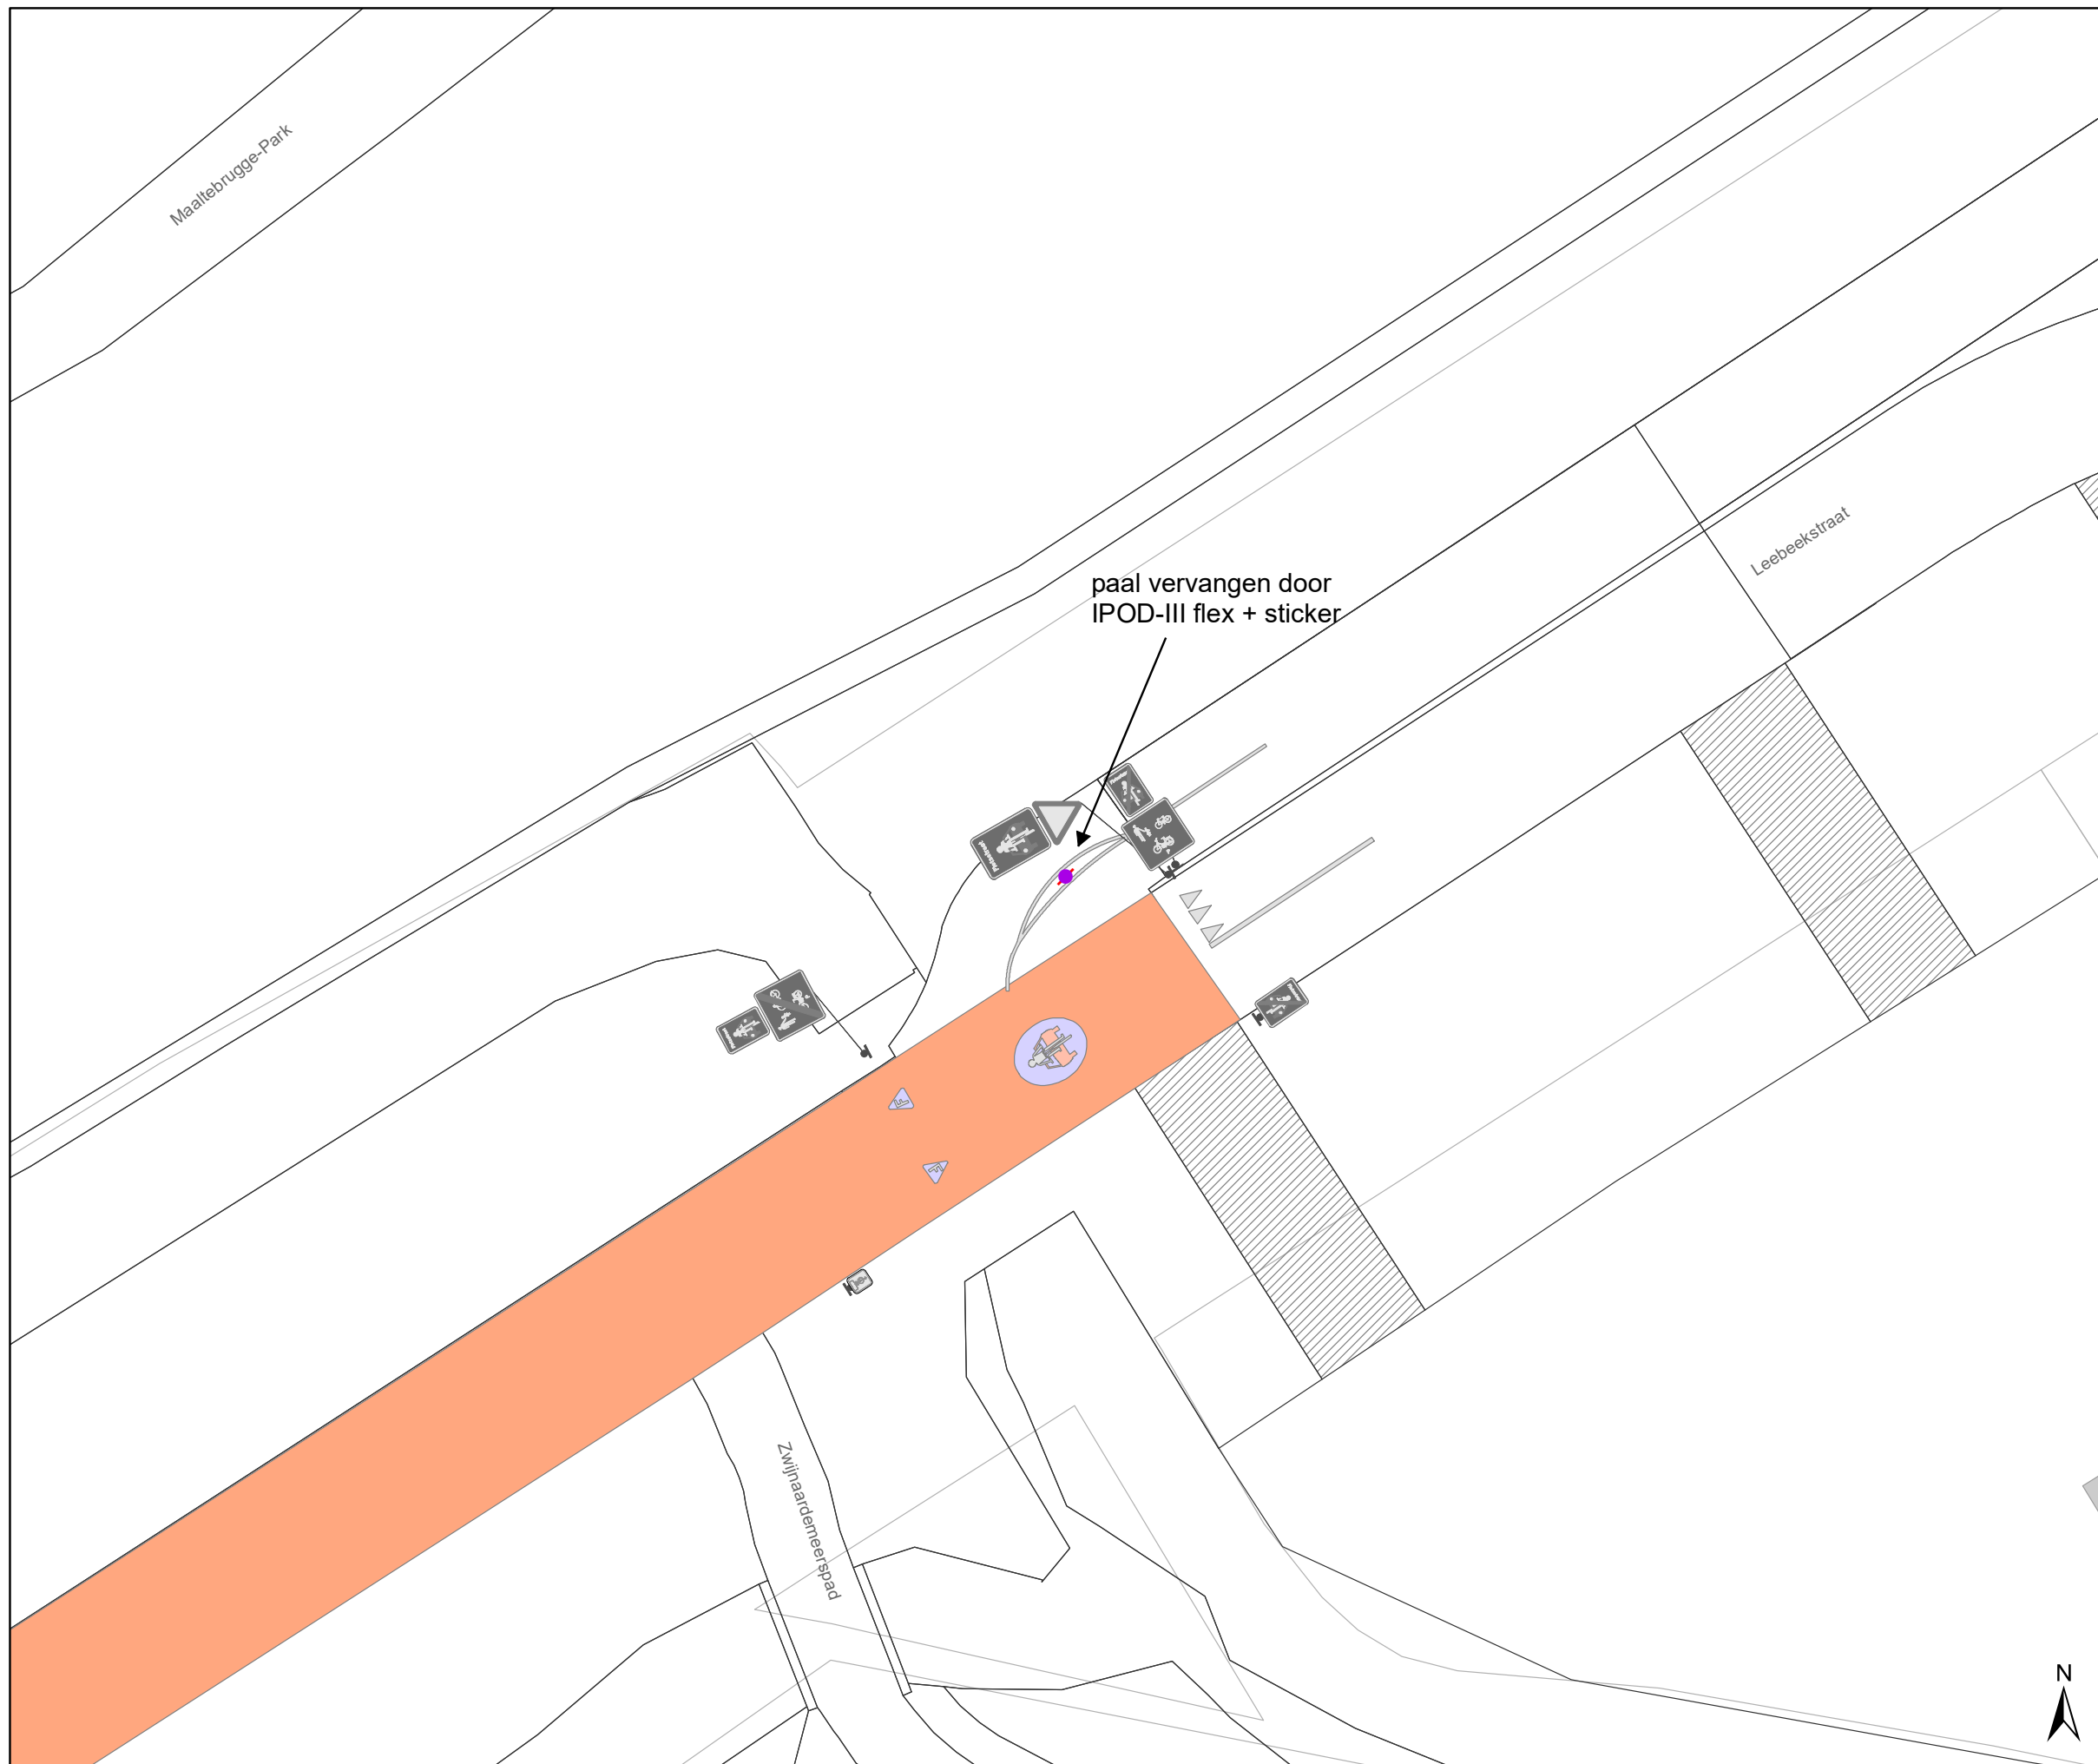 Maaltebrugge-Park
Leebeekstraat
paal vervangen door
IPOD-III flex + sticker
F
F
Zwijnaardemeerspad
N